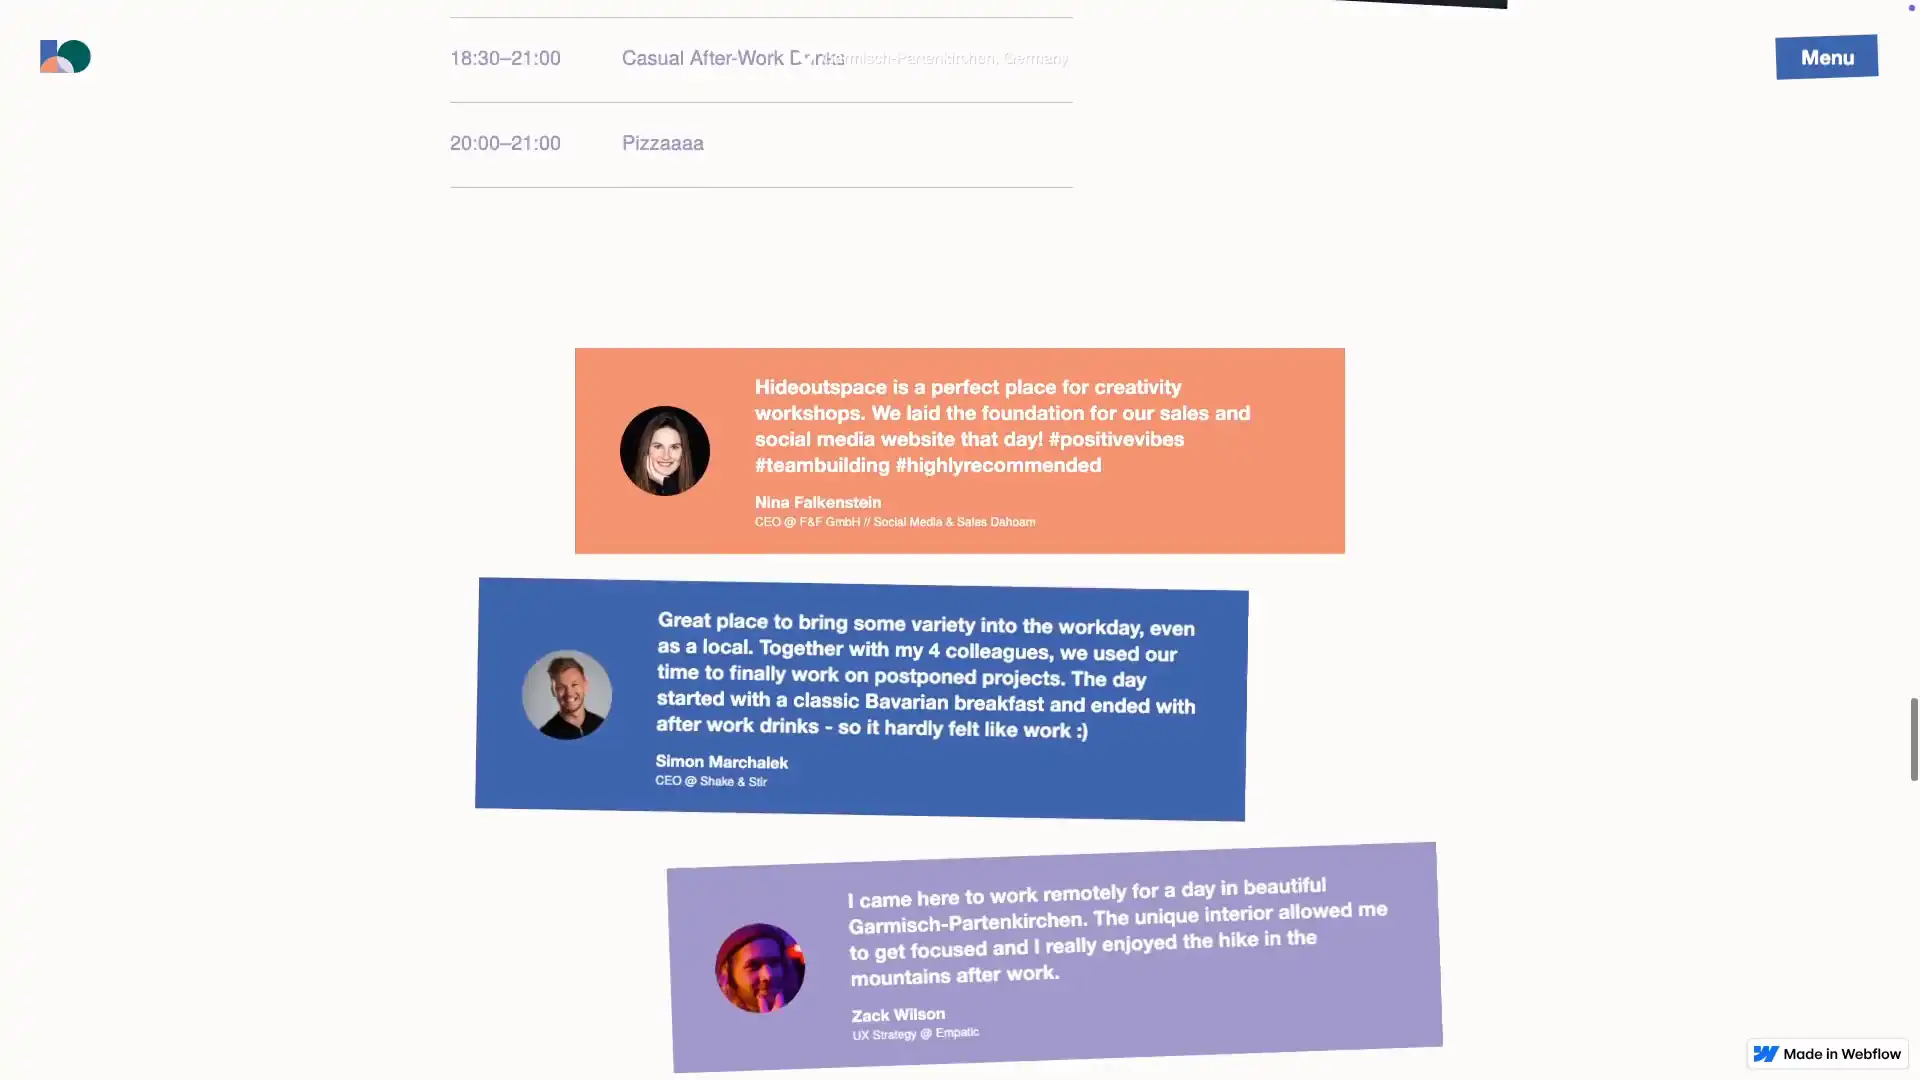 18:30–21:00 Casual After-Work Drinks
Garmisch-Partenkirchen, Germany
Menu
20:00–21:00 Pizzaaaa
Hideoutspace is a perfect place for creativity
workshops. We laid the foundation for our sales and
social media website that day! #positivevibes
#teambuilding #highlyrecommended
Nina Falkenstein
CEO @ F&F GmbH // Social Media & Sales Dahoam
Great place to bring some variety into the workday, even
as a local. Together with my 4 colleagues, we used our
time to finally work on postponed projects. The day
started with a classic Bavarian breakfast and ended with
after work drinks - so it hardly felt like work :)
Simon Marchalek
CEO @ Shake & Stir
I came here to work remotely for a day in beautiful
Garmisch-Partenkirchen. The unique interior allowed me
to get focused and I really enjoyed the hike in the
mountains after work.
Zack Wilson
UX Strategy @ Empatic
Made in Webflow